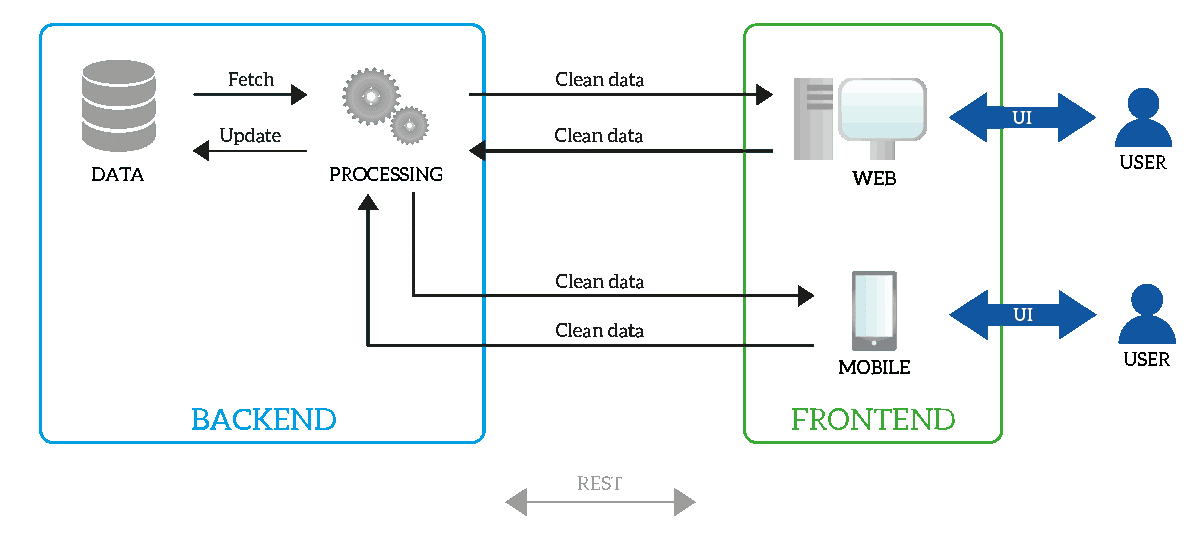 Fetch
Update
DATA
PROCESSING
Clean data
Clean data
WEB
UI
USER
Clean data
Clean data
MOBILE
UI
USER
BACKEND
FRONTEND
REST